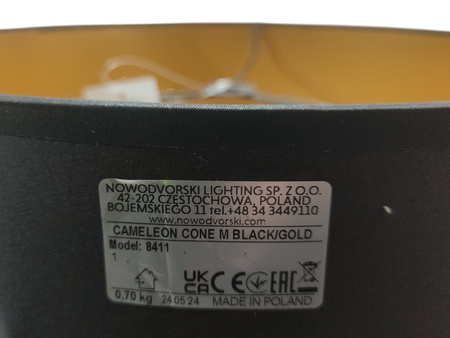 NOWODVORSKI LIGHTING SP. Z O.O.
42-202 CZĘSTOCHOWA, POLAND
BOJEMSKIEGO 11 tel.+48 34 3449110
www.nowodvorski.com
CAMELEON CONE M BLACK/GOLD
Model: 8411
1
UK CA CE EAC
0,70 kg 24 05 24 MADE IN POLAND